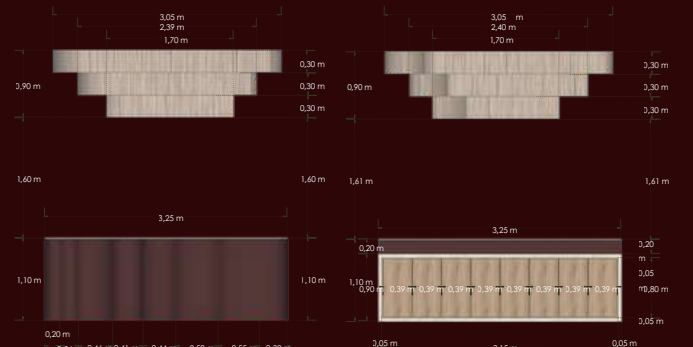 3,05 m
2,39 m
1,70 m
0,30 m
0,90 m
0,30 m
0,30 m
1,60 m
1,60 m
3,25 m
1,10 m
1,10 m
0,20 m
3,05 m
2,40 m
1,70 m
0,30 m
0,90 m
0,30 m
0,30 m
1,61 m
1,61 m
3,25 m
0,20 m
0,20
m
0,05
1,10 m
0,90 m
0,39 m
0,39 m
0,39 m
0,39 m
0,39 m
0,39 m
0,39 m
0,39 m
0,80 m
m
0,05 m
0,05 m
0,05 m